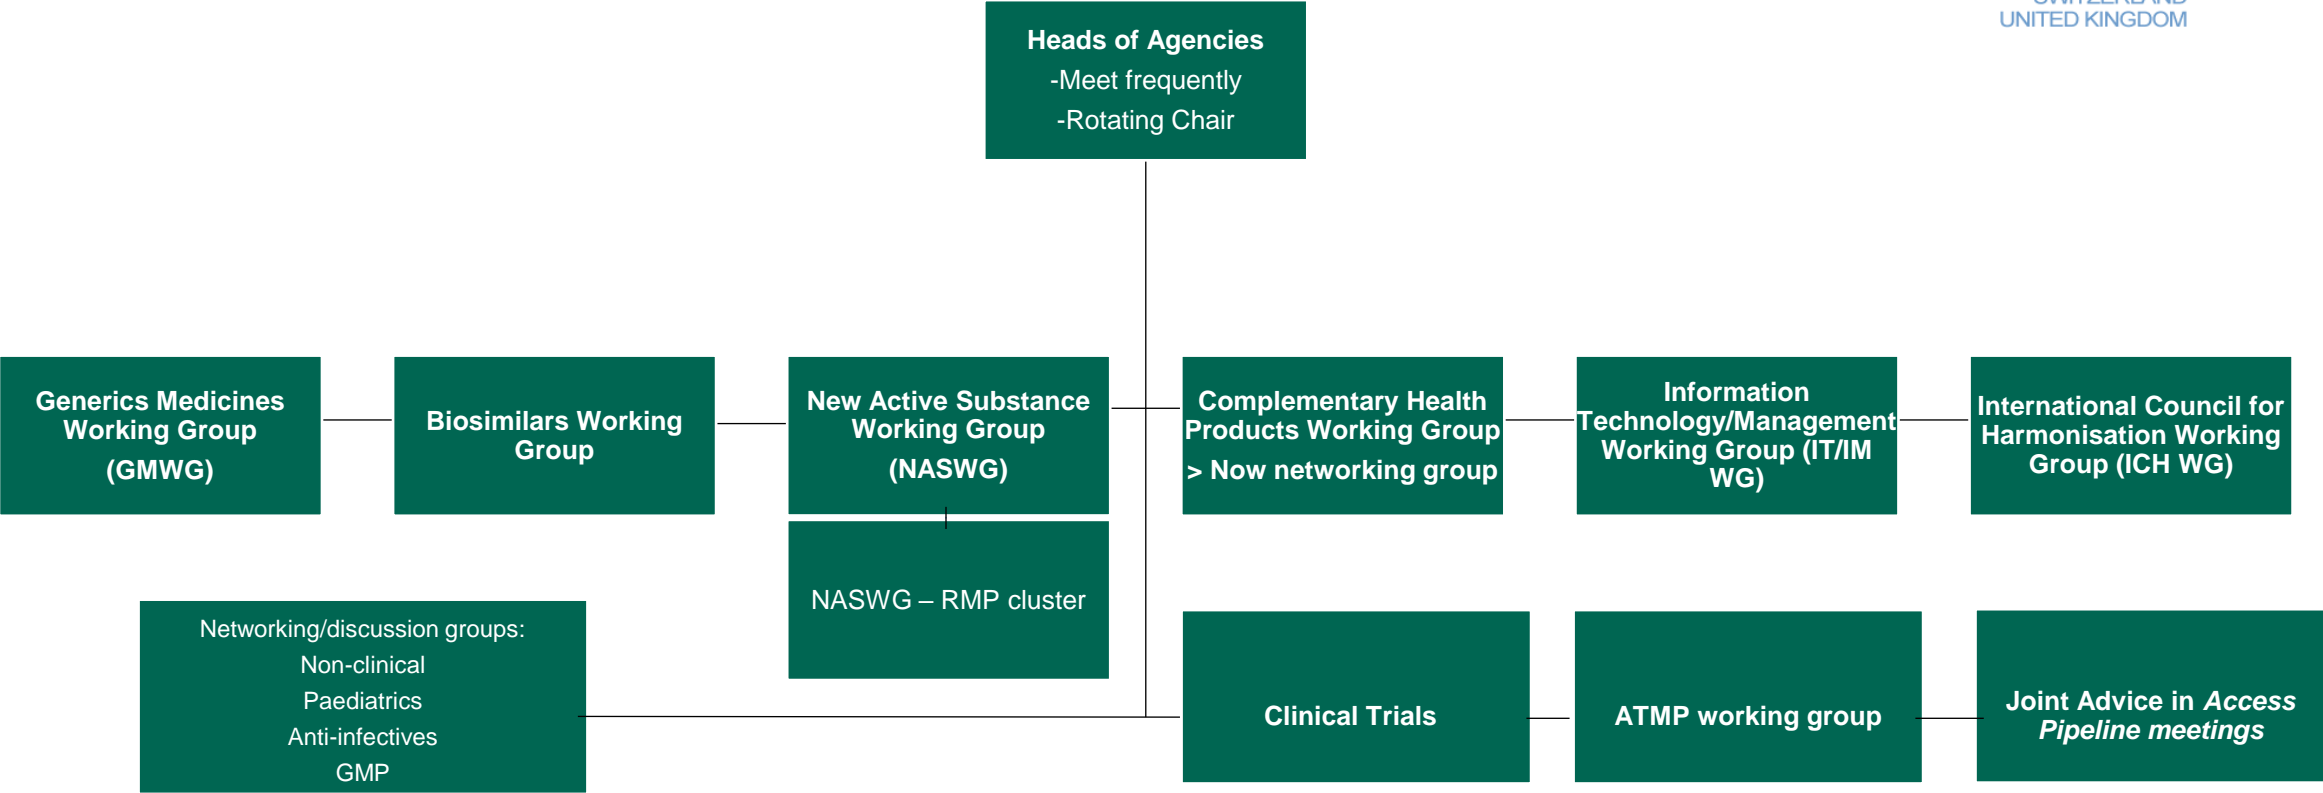 SWITZERLAND
UNITED KINGDOM
Heads of Agencies
-Meet frequently
-Rotating Chair
Generics Medicines
Working Group
(GMWG)
Biosimilars Working
Group
New Active Substance
Working Group
(NASWG)
Complementary Health
Products Working Group
> Now networking group
Information
Technology/Management
Working Group (IT/IM
WG)
International Council for
Harmonisation Working
Group (ICH WG)
NASWG – RMP cluster
Networking/discussion groups:
Non-clinical
Paediatrics
Anti-infectives
GMP
Clinical Trials
ATMP working group
Joint Advice in Access
Pipeline meetings